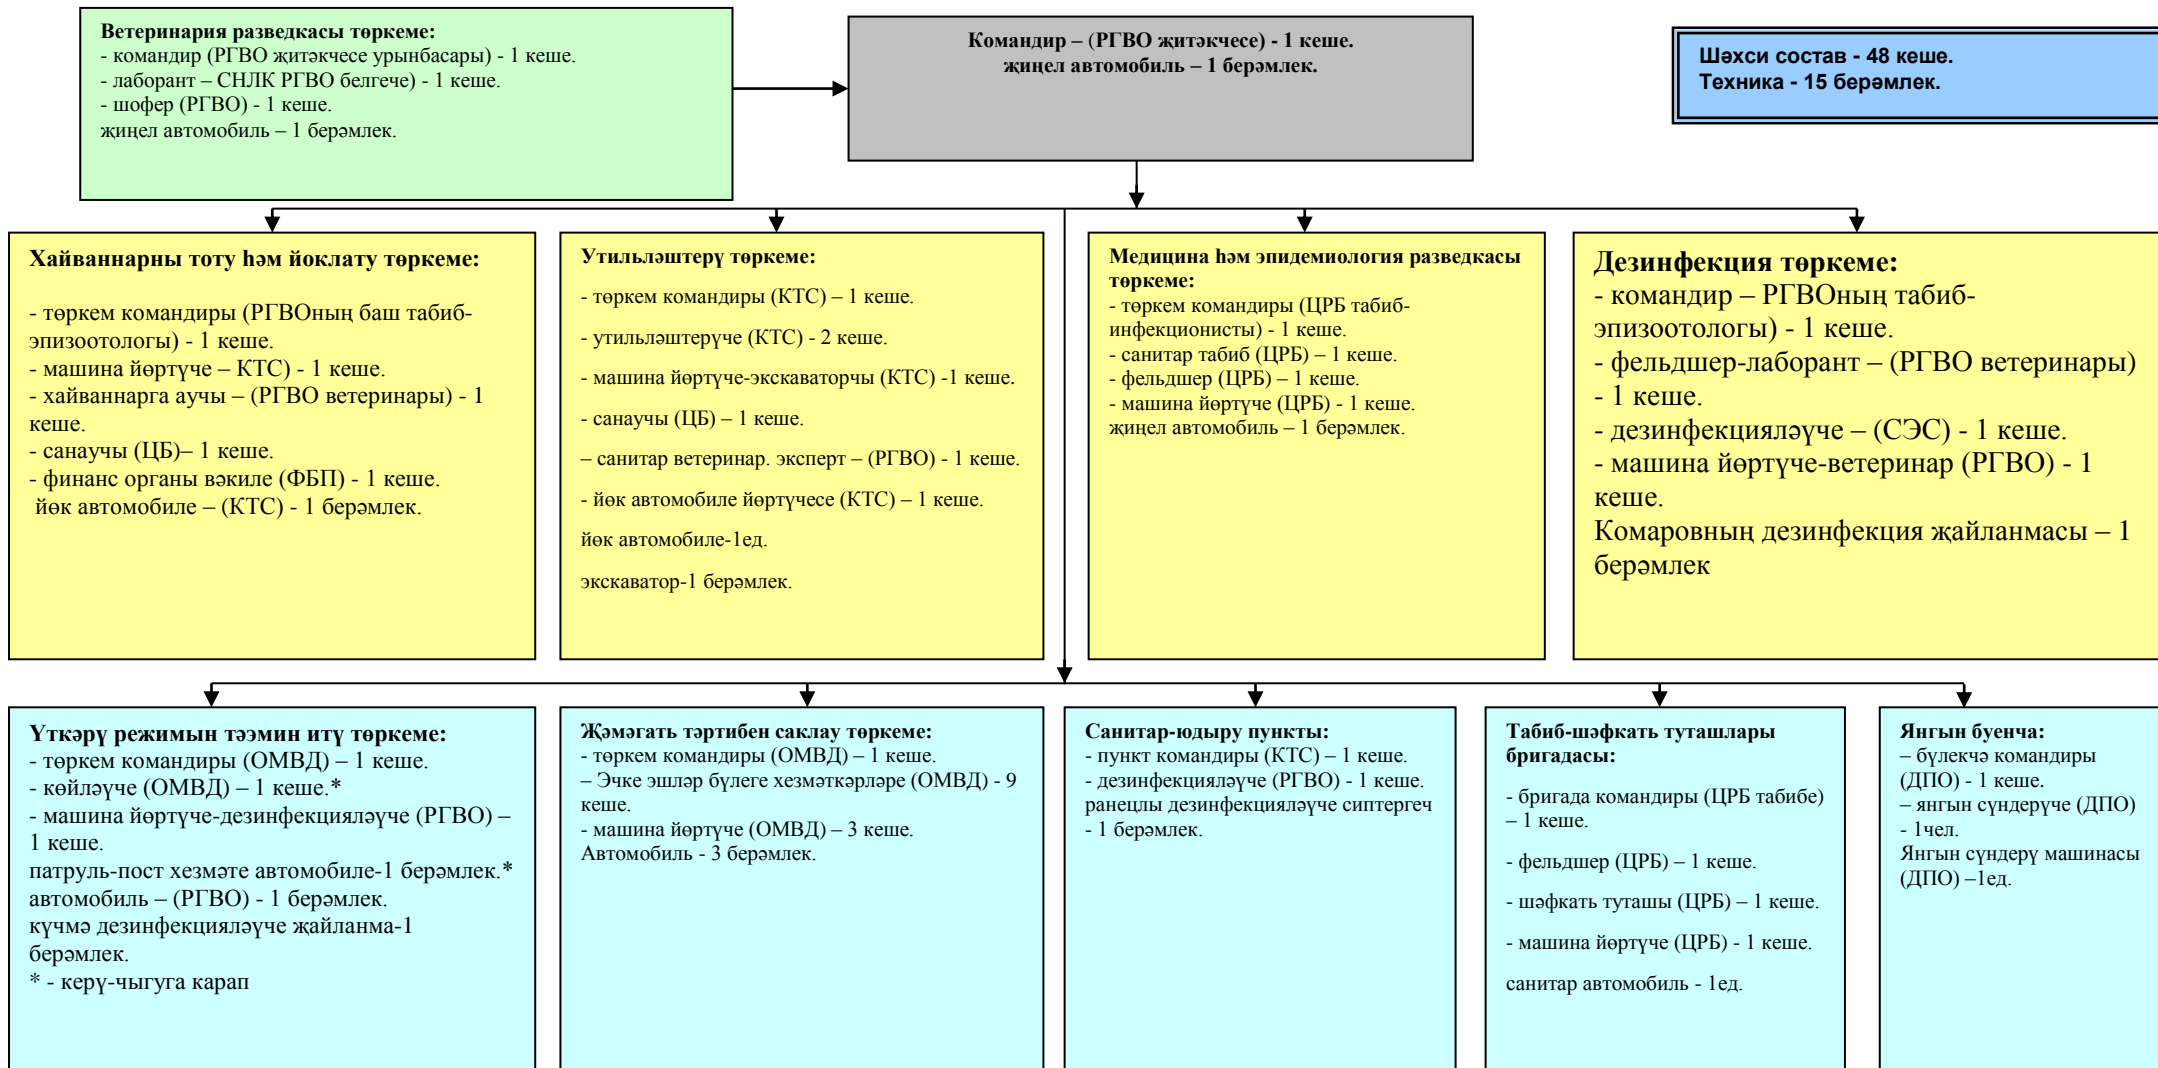 Ветеринария разведкасы төркеме:
- командир (РГВО җитәкчесе урынбасары) - 1 кеше.
- лаборант – СНЛК РГВО белгече) - 1 кеше.
- шофер (РГВО) - 1 кеше.
җиңел автомобиль – 1 берәмлек.
Командир – (РГВО җитәкчесе) - 1 кеше.
җиңел автомобиль – 1 берәмлек.
Шәхси состав - 48 кеше.
Техника - 15 берәмлек.
Хайваннарны тоту һәм йоклату төркеме:
- төркем командиры (РГВОның баш табиб-
эпизоотологы) - 1 кеше.
- машина йөртүче – КТС) - 1 кеше.
- хайваннарга аучы – (РГВО ветеринары) - 1
кеше.
- санаучы (ЦБ)– 1 кеше.
- финанс органы вәкиле (ФБП) - 1 кеше.
йөк автомобиле – (КТС) - 1 берәмлек.
Утильләштерү төркеме:
- төркем командиры (КТС) – 1 кеше.
- утильләштерүче (КТС) - 2 кеше.
- машина йөртүче-экскаваторчы (КТС) -1 кеше.
- санаучы (ЦБ) – 1 кеше.
– санитар ветеринар. эксперт – (РГВО) - 1 кеше.
- йөк автомобиле йөртүчесе (КТС) – 1 кеше.
йөк автомобиле-1ед.
экскаватор-1 берәмлек.
Медицина һәм эпидемиология разведкасы
төркеме:
- төркем командиры (ЦРБ табиб-
инфекционисты) - 1 кеше.
- санитар табиб (ЦРБ) – 1 кеше.
- фельдшер (ЦРБ) – 1 кеше.
- машина йөртүче (ЦРБ) - 1 кеше.
җиңел автомобиль – 1 берәмлек.
Дезинфекция төркеме:
- командир – РГВОның табиб-
эпизоотологы) - 1 кеше.
- фельдшер-лаборант – (РГВО ветеринары)
- 1 кеше.
- дезинфекцияләүче – (СЭС) - 1 кеше.
- машина йөртүче-ветеринар (РГВО) - 1
кеше.
Комаровның дезинфекция җайланмасы – 1
берәмлек
Үткәрү режимын тәэмин итү төркеме:
- төркем командиры (ОМВД) – 1 кеше.
- көйләүче (ОМВД) – 1 кеше.*
- машина йөртүче-дезинфекцияләүче (РГВО) –
1 кеше.
патруль-пост хезмәте автомобиле-1 берәмлек.*
автомобиль – (РГВО) - 1 берәмлек.
күчмә дезинфекцияләүче җайланма-1
берәмлек.
* - керү-чыгуга карап
Җәмәгать тәртибен саклау төркеме:
- төркем командиры (ОМВД) – 1 кеше.
– Эчке эшләр бүлеге хезмәткәрләре (ОМВД) - 9
кеше.
- машина йөртүче (ОМВД) – 3 кеше.
Автомобиль - 3 берәмлек.
Санитар-юдыру пункты:
- пункт командиры (КТС) – 1 кеше.
- дезинфекцияләүче (РГВО) - 1 кеше.
ранецлы дезинфекцияләүче сиптергеч
- 1 берәмлек.
Табиб-шәфкать туташлары
бригадасы:
- бригада командиры (ЦРБ табибе)
– 1 кеше.
- фельдшер (ЦРБ) – 1 кеше.
- шәфкать туташы (ЦРБ) – 1 кеше.
- машина йөртүче (ЦРБ) - 1 кеше.
санитар автомобиль - 1ед.
Янгын буенча:
– бүлекчә командиры
(ДПО) - 1 кеше.
– янгын сүндерүче (ДПО)
- 1чел.
Янгын сүндерү машинасы
(ДПО) –1ед.